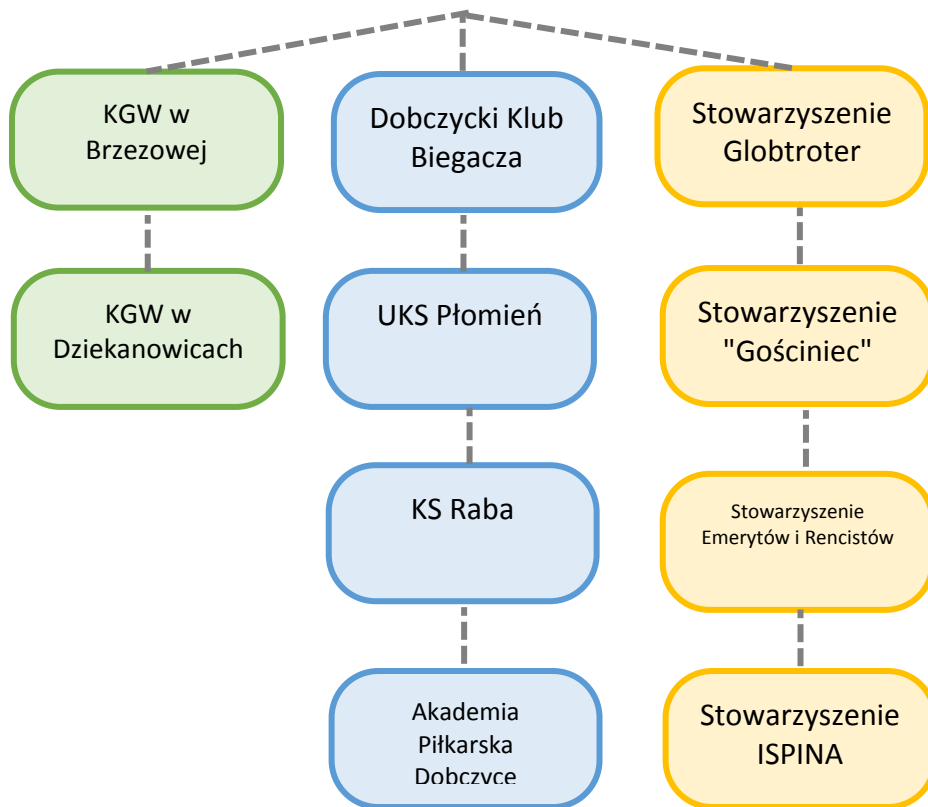 KGW w
Brzezowej
Dobczycki Klub
Biegacza
Stowarzyszenie
Globtroter
KGW w
Dziekanowicach
UKS Płomień
Stowarzyszenie
"Gościniec"
KS Raba
Stowarzyszenie
Emerytów i Rencistów
Akademia
Piłkarska
Dobczyce
Stowarzyszenie
ISPINA